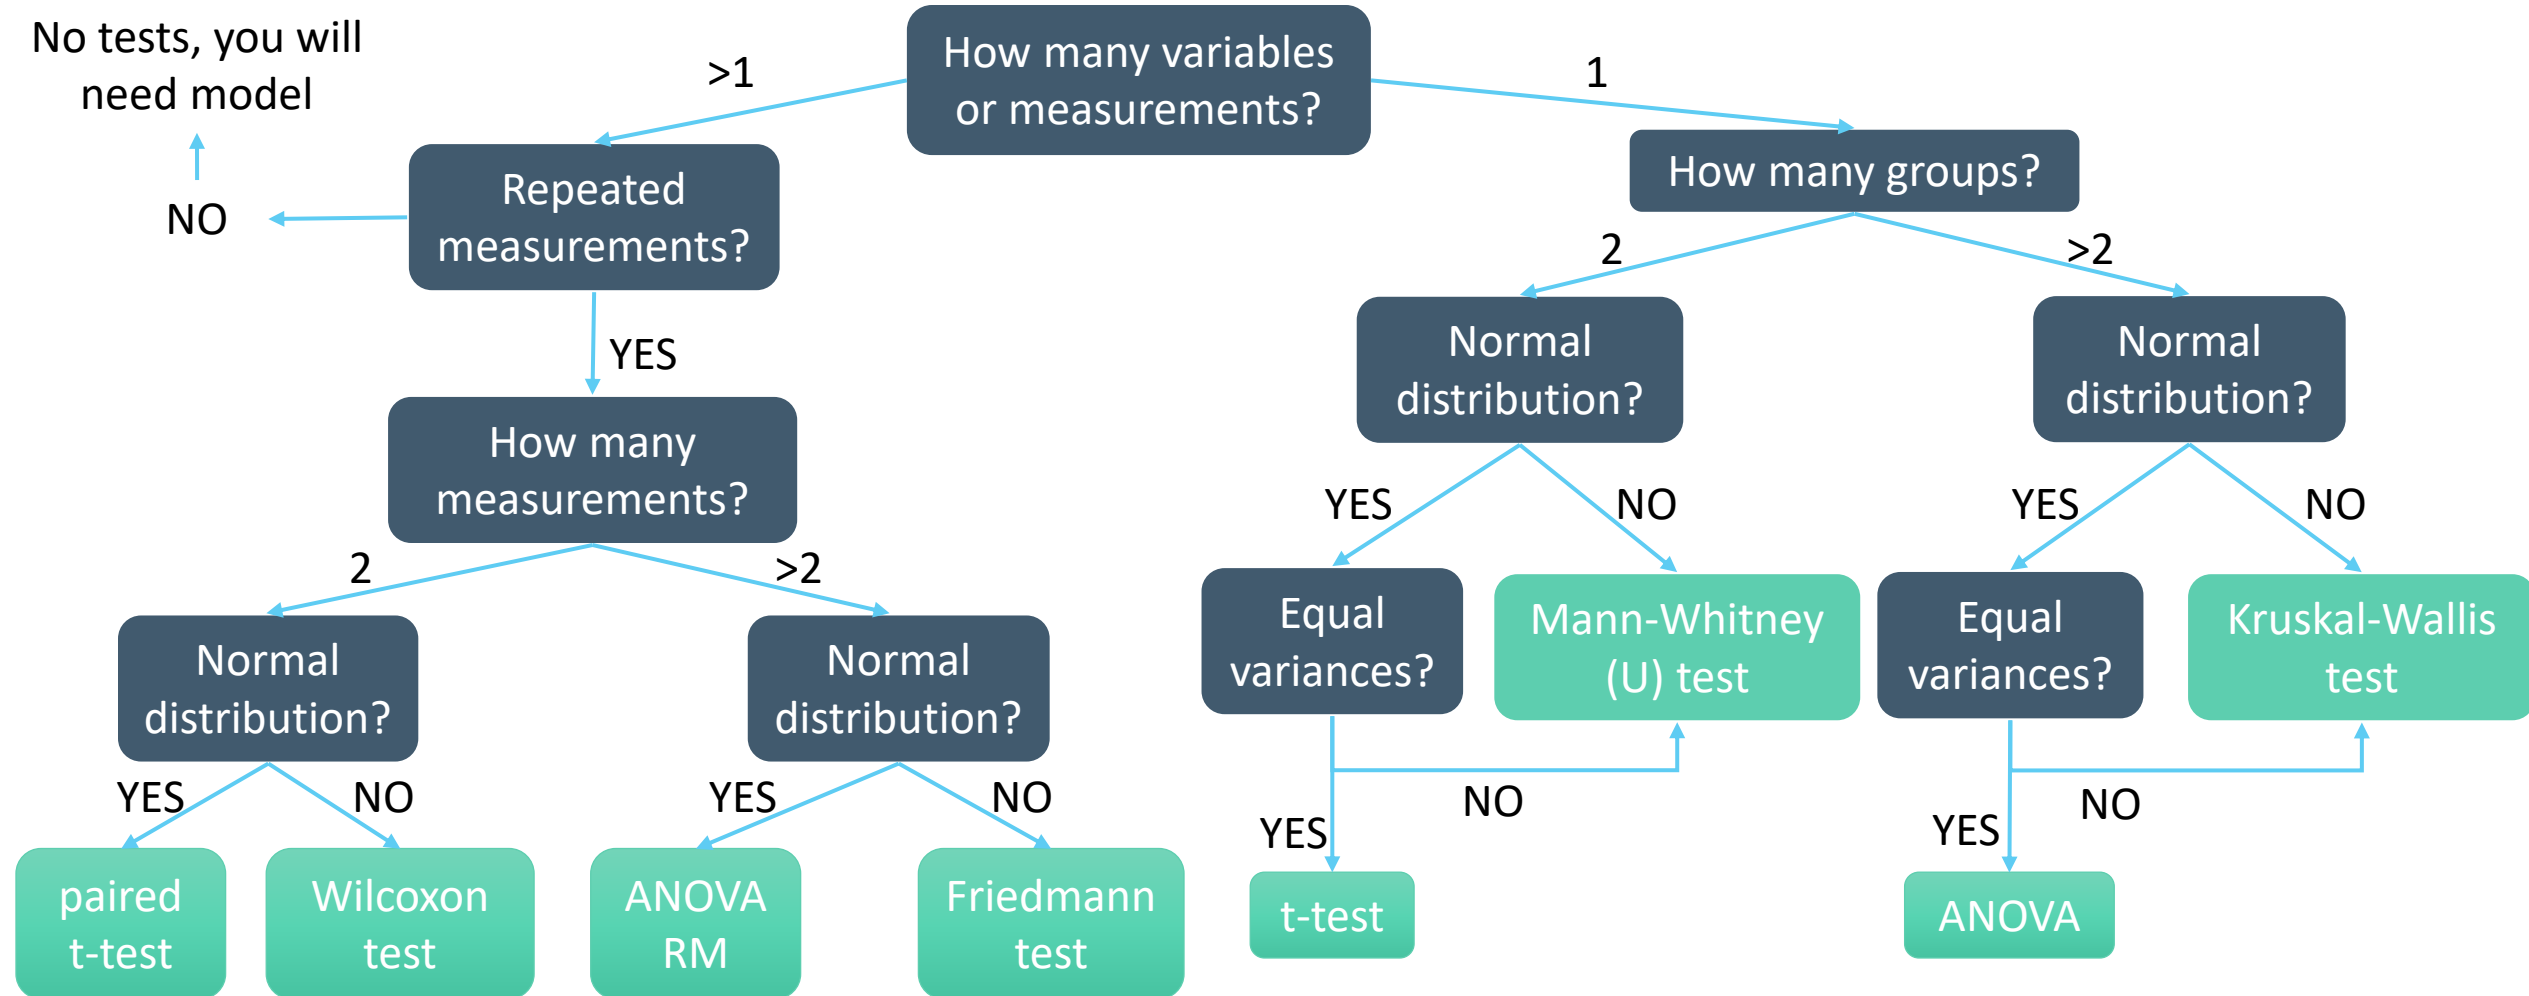 No tests, you will
need model
How many variables
or measurements?
>1
1
Repeated
measurements?
How many groups?
NO
2
>2
YES
Normal
distribution?
Normal
distribution?
How many
measurements?
YES
NO
YES
NO
2
>2
Equal
variances?
Mann-Whitney
(U) test
Equal
variances?
Kruskal-Wallis
test
Normal
distribution?
Normal
distribution?
YES
NO
YES
NO
NO
YES
NO
YES
paired
t-test
Wilcoxon
test
ANOVA
RM
Friedmann
test
t-test
ANOVA